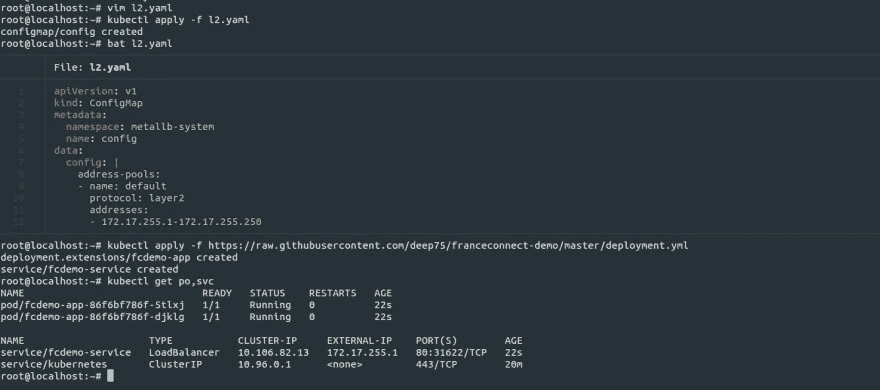 root@localhost:~# vim l2.yaml
root@localhost:~# kubectl apply -f l2.yaml
configmap/config created
root@localhost:~# bat l2.yaml
File: l2.yaml
1 apiVersion: v1
2 kind: ConfigMap
3 metadata:
4   namespace: metallb-system
5   name: config
6 data:
7   config: |
8     address-pools:
9     - name: default
10       protocol: layer2
11       addresses:
12       - 172.17.255.1-172.17.255.250
root@localhost:~# kubectl apply -f https://raw.githubusercontent.com/deep75/franceconnect-demo/master/deployment.yml
deployment.extensions/fcdemo-app created
service/fcdemo-service created
root@localhost:~# kubectl get po,svc
NAME READY STATUS RESTARTS AGE
pod/fcdemo-app-86f6bf786f-5tlxj 1/1 Running 0 22s
pod/fcdemo-app-86f6bf786f-djklg 1/1 Running 0 22s
NAME TYPE CLUSTER-IP EXTERNAL-IP PORT(S) AGE
service/fcdemo-service LoadBalancer 10.106.82.13 172.17.255.1 80:31622/TCP 22s
service/kubernetes ClusterIP 10.96.0.1 <none> 443/TCP 20m
root@localhost:~#